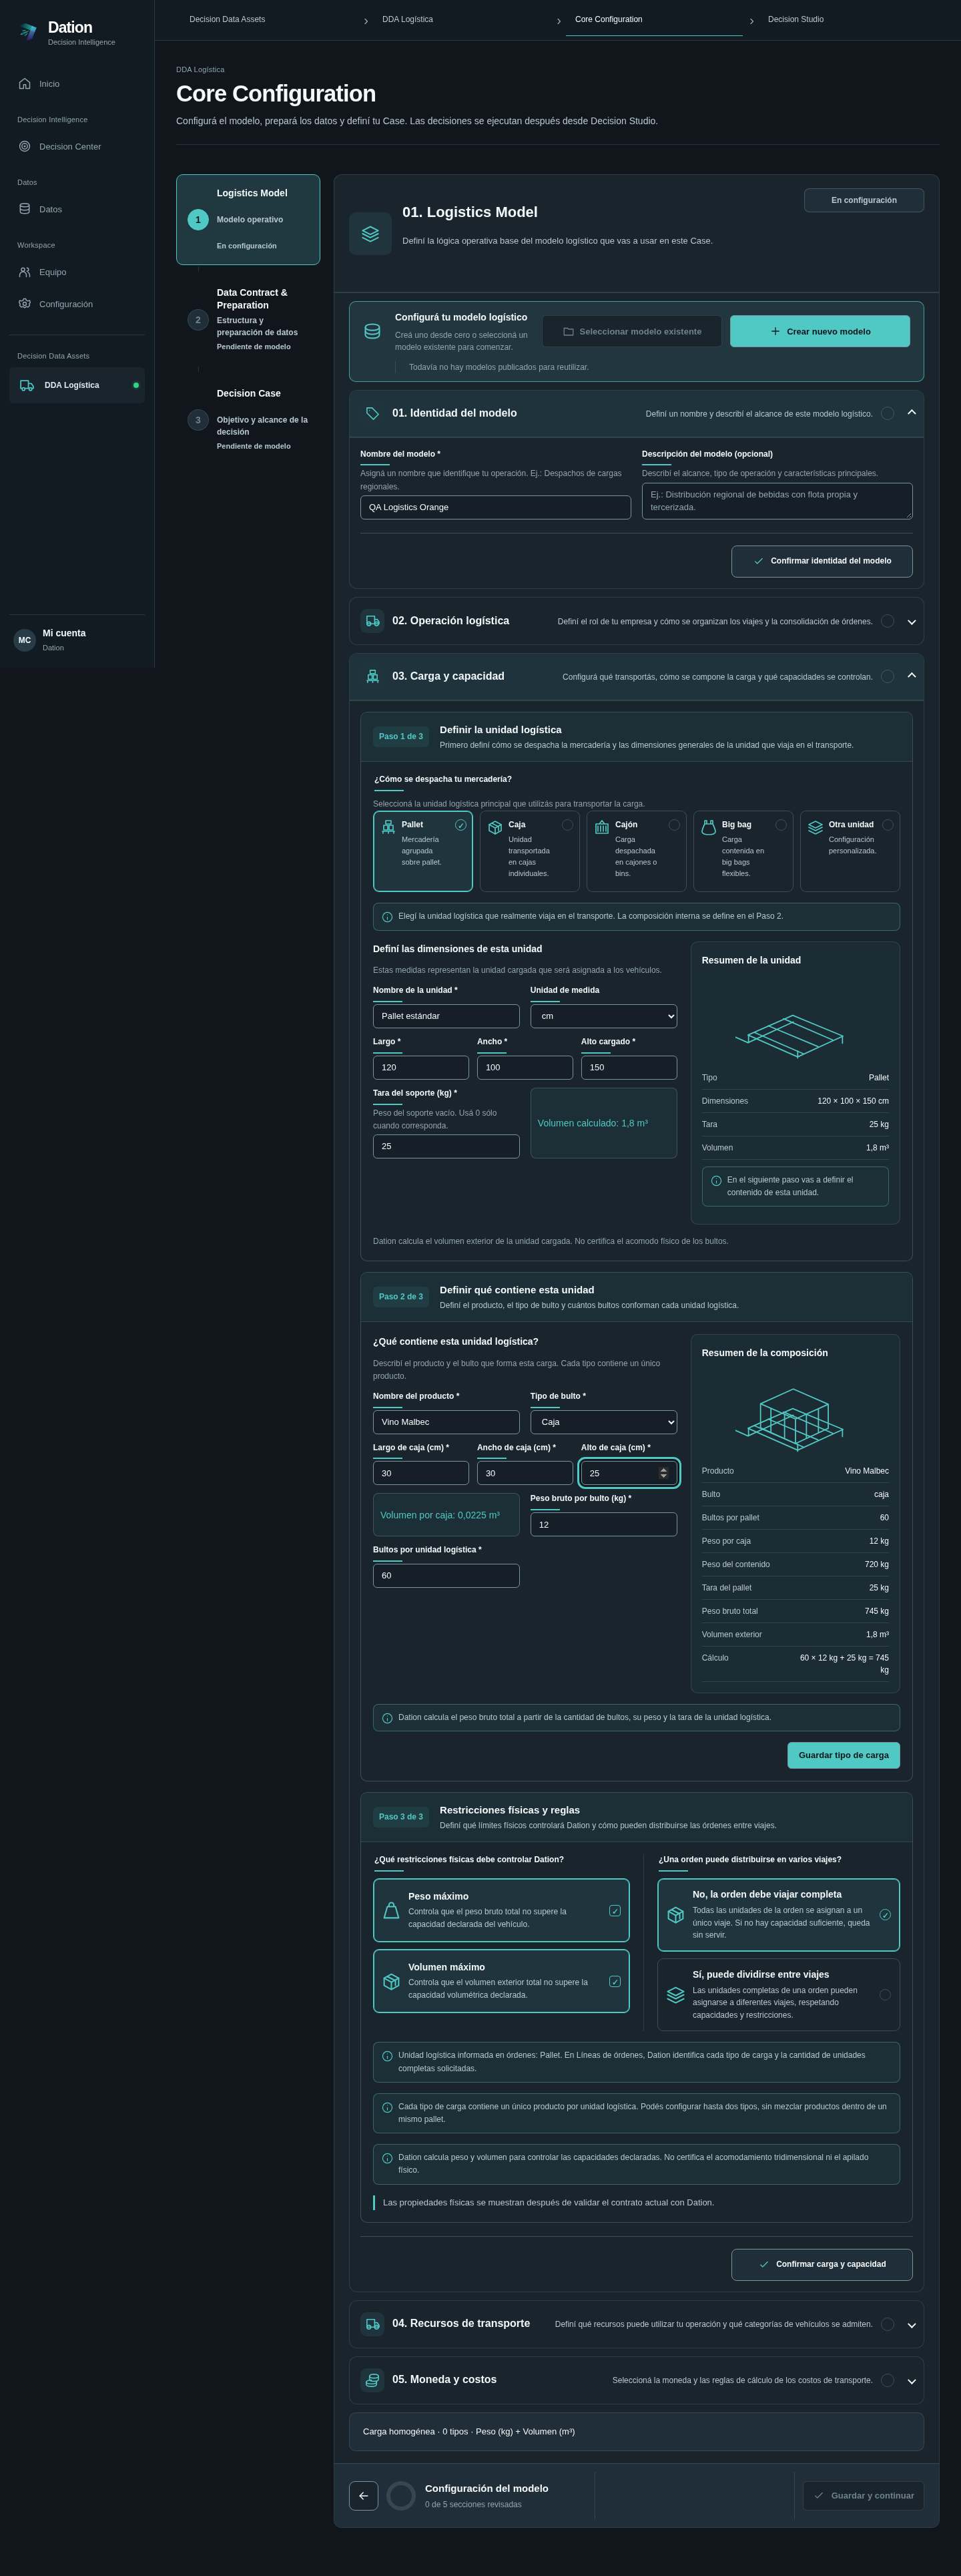 Dation
Decision Intelligence
Inicio
Decision Intelligence
Decision Center
Datos
Datos
Workspace
Equipo
Configuración
Decision Data Assets
DDA Logística
MC
Mi cuenta
Dation
Decision Data Assets
DDA Logística
Core Configuration
Decision Studio
DDA Logística
Core Configuration
Configurá el modelo, prepará los datos y definí tu Case. Las decisiones se ejecutan después desde Decision Studio.
Logistics Model
1
Modelo operativo
En configuración
Data Contract &
Preparation
2
Estructura y
preparación de datos
Pendiente de modelo
Decision Case
3
Objetivo y alcance de la
decisión
Pendiente de modelo
01. Logistics Model
Definí la lógica operativa base del modelo logístico que vas a usar en este Case.
En configuración
Configurá tu modelo logístico
Creá uno desde cero o seleccioná un
modelo existente para comenzar.
Seleccionar modelo existente
Crear nuevo modelo
Todavía no hay modelos publicados para reutilizar.
01. Identidad del modelo
Definí un nombre y describí el alcance de este modelo logístico.
Nombre del modelo *
Asigná un nombre que identifique tu operación. Ej.: Despachos de cargas
regionales.
QA Logistics Orange
Descripción del modelo (opcional)
Describí el alcance, tipo de operación y características principales.
Ej.: Distribución regional de bebidas con flota propia y
tercerizada.
Confirmar identidad del modelo
02. Operación logística
Definí el rol de tu empresa y cómo se organizan los viajes y la consolidación de órdenes.
03. Carga y capacidad
Configurá qué transportás, cómo se compone la carga y qué capacidades se controlan.
Paso 1 de 3
Definir la unidad logística
Primero definí cómo se despacha la mercadería y las dimensiones generales de la unidad que viaja en el transporte.
¿Cómo se despacha tu mercadería?
Seleccioná la unidad logística principal que utilizás para transportar la carga.
Pallet
Mercadería
agrupada
sobre pallet.
Caja
Unidad
transportada
en cajas
individuales.
Cajón
Carga
despachada
en cajones o
bins.
Big bag
Carga
contenida en
big bags
flexibles.
Otra unidad
Configuración
personalizada.
Elegí la unidad logística que realmente viaja en el transporte. La composición interna se define en el Paso 2.
Definí las dimensiones de esta unidad
Estas medidas representan la unidad cargada que será asignada a los vehículos.
Nombre de la unidad *
Pallet estándar
Unidad de medida
cm
Largo *
120
Ancho *
100
Alto cargado *
150
Tara del soporte (kg) *
Peso del soporte vacío. Usá 0 sólo
cuando corresponda.
25
Volumen calculado: 1,8 m³
Resumen de la unidad
Tipo Pallet
Dimensiones 120 × 100 × 150 cm
Tara 25 kg
Volumen 1,8 m³
En el siguiente paso vas a definir el
contenido de esta unidad.
Dation calcula el volumen exterior de la unidad cargada. No certifica el acomodo físico de los bultos.
Paso 2 de 3
Definir qué contiene esta unidad
Definí el producto, el tipo de bulto y cuántos bultos conforman cada unidad logística.
¿Qué contiene esta unidad logística?
Describí el producto y el bulto que forma esta carga. Cada tipo contiene un único
producto.
Nombre del producto *
Vino Malbec
Tipo de bulto *
Caja
Largo de caja (cm) *
30
Ancho de caja (cm) *
30
Alto de caja (cm) *
25
Volumen por caja: 0,0225 m³
Peso bruto por bulto (kg) *
12
Bultos por unidad logística *
60
Resumen de la composición
Producto Vino Malbec
Bulto caja
Bultos por pallet 60
Peso por caja 12 kg
Peso del contenido 720 kg
Tara del pallet 25 kg
Peso bruto total 745 kg
Volumen exterior 1,8 m³
Cálculo 60 × 12 kg + 25 kg = 745
kg
Dation calcula el peso bruto total a partir de la cantidad de bultos, su peso y la tara de la unidad logística.
Guardar tipo de carga
Paso 3 de 3
Restricciones físicas y reglas
Definí qué límites físicos controlará Dation y cómo pueden distribuirse las órdenes entre viajes.
¿Qué restricciones físicas debe controlar Dation?
Peso máximo
Controla que el peso bruto total no supere la
capacidad declarada del vehículo.
Volumen máximo
Controla que el volumen exterior total no supere la
capacidad volumétrica declarada.
¿Una orden puede distribuirse en varios viajes?
No, la orden debe viajar completa
Todas las unidades de la orden se asignan a un
único viaje. Si no hay capacidad suficiente, queda
sin servir.
Sí, puede dividirse entre viajes
Las unidades completas de una orden pueden
asignarse a diferentes viajes, respetando
capacidades y restricciones.
Unidad logística informada en órdenes: Pallet. En Líneas de órdenes, Dation identifica cada tipo de carga y la cantidad de unidades
completas solicitadas.
Cada tipo de carga contiene un único producto por unidad logística. Podés configurar hasta dos tipos, sin mezclar productos dentro de un
mismo pallet.
Dation calcula peso y volumen para controlar las capacidades declaradas. No certifica el acomodamiento tridimensional ni el apilado
físico.
Las propiedades físicas se muestran después de validar el contrato actual con Dation.
Confirmar carga y capacidad
04. Recursos de transporte
Definí qué recursos puede utilizar tu operación y qué categorías de vehículos se admiten.
05. Moneda y costos
Seleccioná la moneda y las reglas de cálculo de los costos de transporte.
Carga homogénea · 0 tipos · Peso (kg) + Volumen (m³)
Configuración del modelo
0 de 5 secciones revisadas
Guardar y continuar